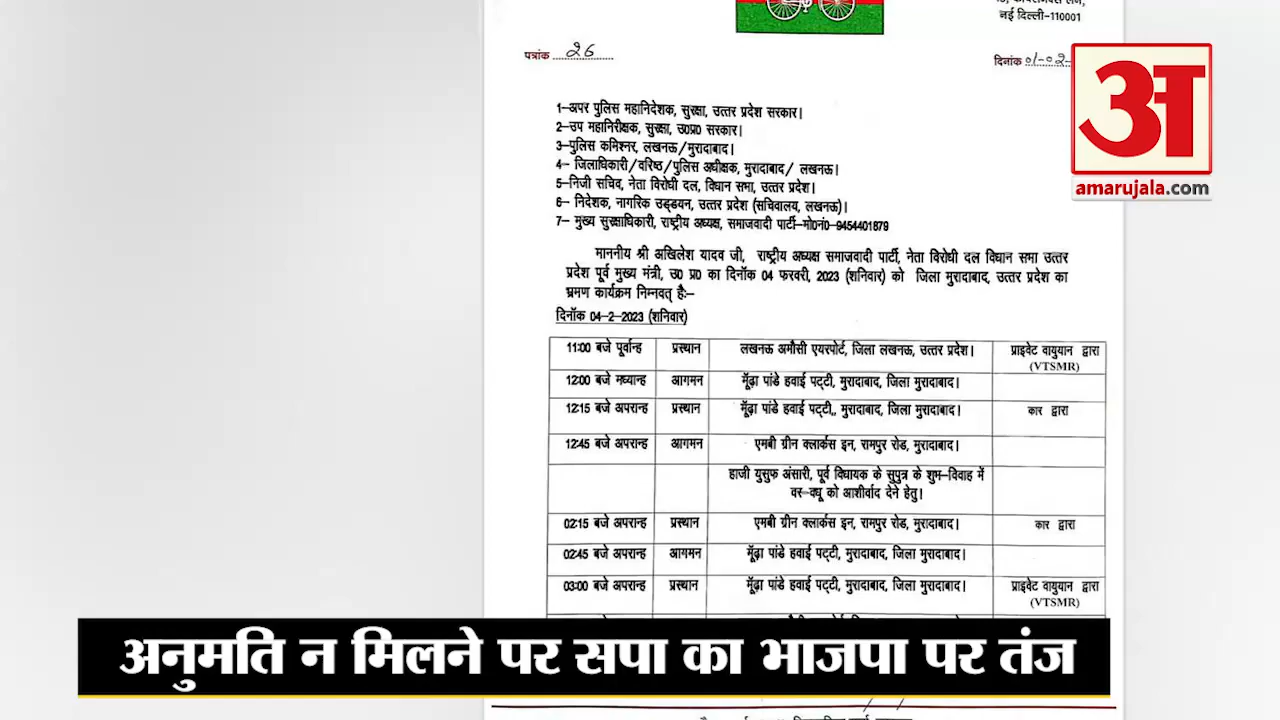 नई दिल्ली-110001
पत्रांक 26
दिनांक 01-02-
अ
amarujala.com
1-अपर पुलिस महानिदेशक, सुरक्षा, उत्तर प्रदेश सरकार।
2-उप महानिरीक्षक, सुरक्षा, उ0प्र0 सरकार।
3-पुलिस कमिश्नर, लखनऊ/मुरादाबाद।
4- जिलाधिकारी/वरिष्ठ/पुलिस अधीक्षक, मुरादाबाद/ लखनऊ।
5-निजी सचिव, नेता विरोधी दल, विधान सभा, उत्तर प्रदेश।
6- निदेशक, नागरिक उड्डयन, उत्तर प्रदेश (सचिवालय, लखनऊ)।
7- मुख्य सुरक्षाधिकारी, राष्ट्रीय अध्यक्ष, समाजवादी पार्टी-मो0नं0-9454401879
माननीय श्री अखिलेश यादव जी, राष्ट्रीय अध्यक्ष समाजवादी पार्टी, नेता विरोधी दल विधान सभा उत्तर
प्रदेश पूर्व मुख्य मंत्री, उ0 प्र0 का दिनॉंक 04 फरवरी, 2023 (शनिवार) को जिला मुरादाबाद, उत्तर प्रदेश का
भ्रमण कार्यक्रम निम्नवत् है:-
दिनॉंक 04-2-2023 (शनिवार)
11:00 बजे पूर्वान्ह प्रस्थान लखनऊ अमौसी एयरपोर्ट, जिला लखनऊ, उत्तर प्रदेश। प्राइवेट वायुयान द्वारा
(VTSMR)
12:00 बजे मध्यान्ह आगमन मूॅढ़ा पांडे हवाई पट्टी, मुरादाबाद, जिला मुरादाबाद।
12:15 बजे अपरान्ह प्रस्थान मूॅढ़ा पांडे हवाई पट्टी,, मुरादाबाद, जिला मुरादाबाद। कार द्वारा
12:45 बजे अपरान्ह आगमन एमबी ग्रीन क्लार्कस इन, रामपुर रोड, मुरादाबाद।
हाजी युसुफ अंसारी, पूर्व विधायक के सुपुत्र के शुभ-विवाह में
वर-वधू को आशीर्वाद देने हेतु।
02:15 बजे अपरान्ह प्रस्थान एमबी ग्रीन क्लार्कस इन, रामपुर रोड, मुरादाबाद। कार द्वारा
02:45 बजे अपरान्ह आगमन मूॅढ़ा पांडे हवाई पट्टी, मुरादाबाद, जिला मुरादाबाद।
03:00 बजे अपरान्ह प्रस्थान मूॅढ़ा पांडे हवाई पट्टी, मुरादाबाद, जिला मुरादाबाद। प्राइवेट वायुयान द्वारा
(VTSMR)
अनुमति न मिलने पर सपा का भाजपा पर तंज